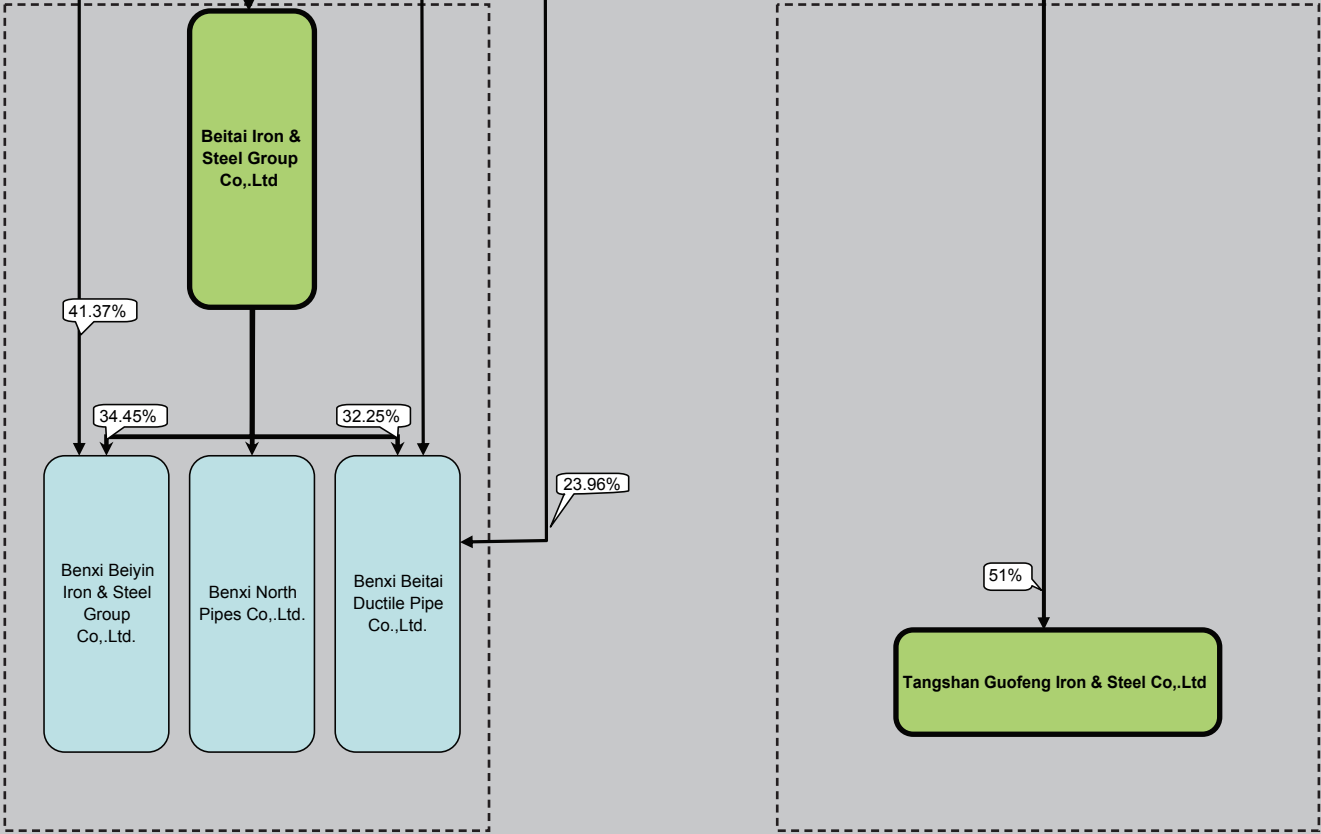 Beitai Iron &
Steel Group
Co,.Ltd
41.37%
34.45%
32.25%
23.96%
Benxi Beiyin
Iron & Steel
Group
Co,.Ltd.
Benxi North
Pipes Co,.Ltd.
Benxi Beitai
Ductile Pipe
Co.,Ltd.
51%
Tangshan Guofeng Iron & Steel Co,.Ltd